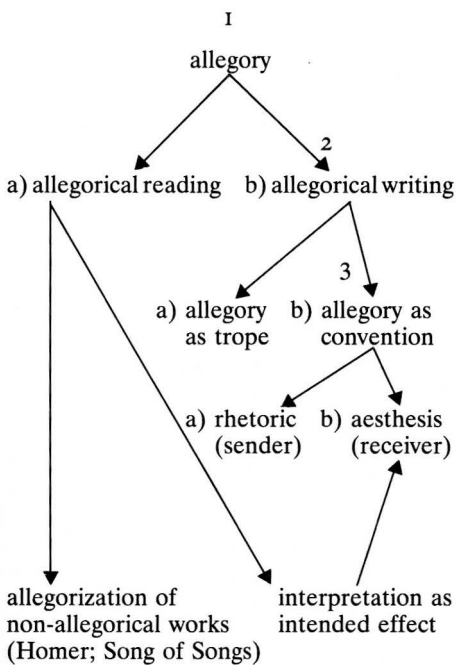 I
allegory
2
a) allegorical reading b) allegorical writing
3
a) allegory b) allegory as
as trope convention
a) rhetoric b) aesthesis
(sender) (receiver)
allegorization of interpretation as
non-allegorical works intended effect
(Homer; Song of Songs)